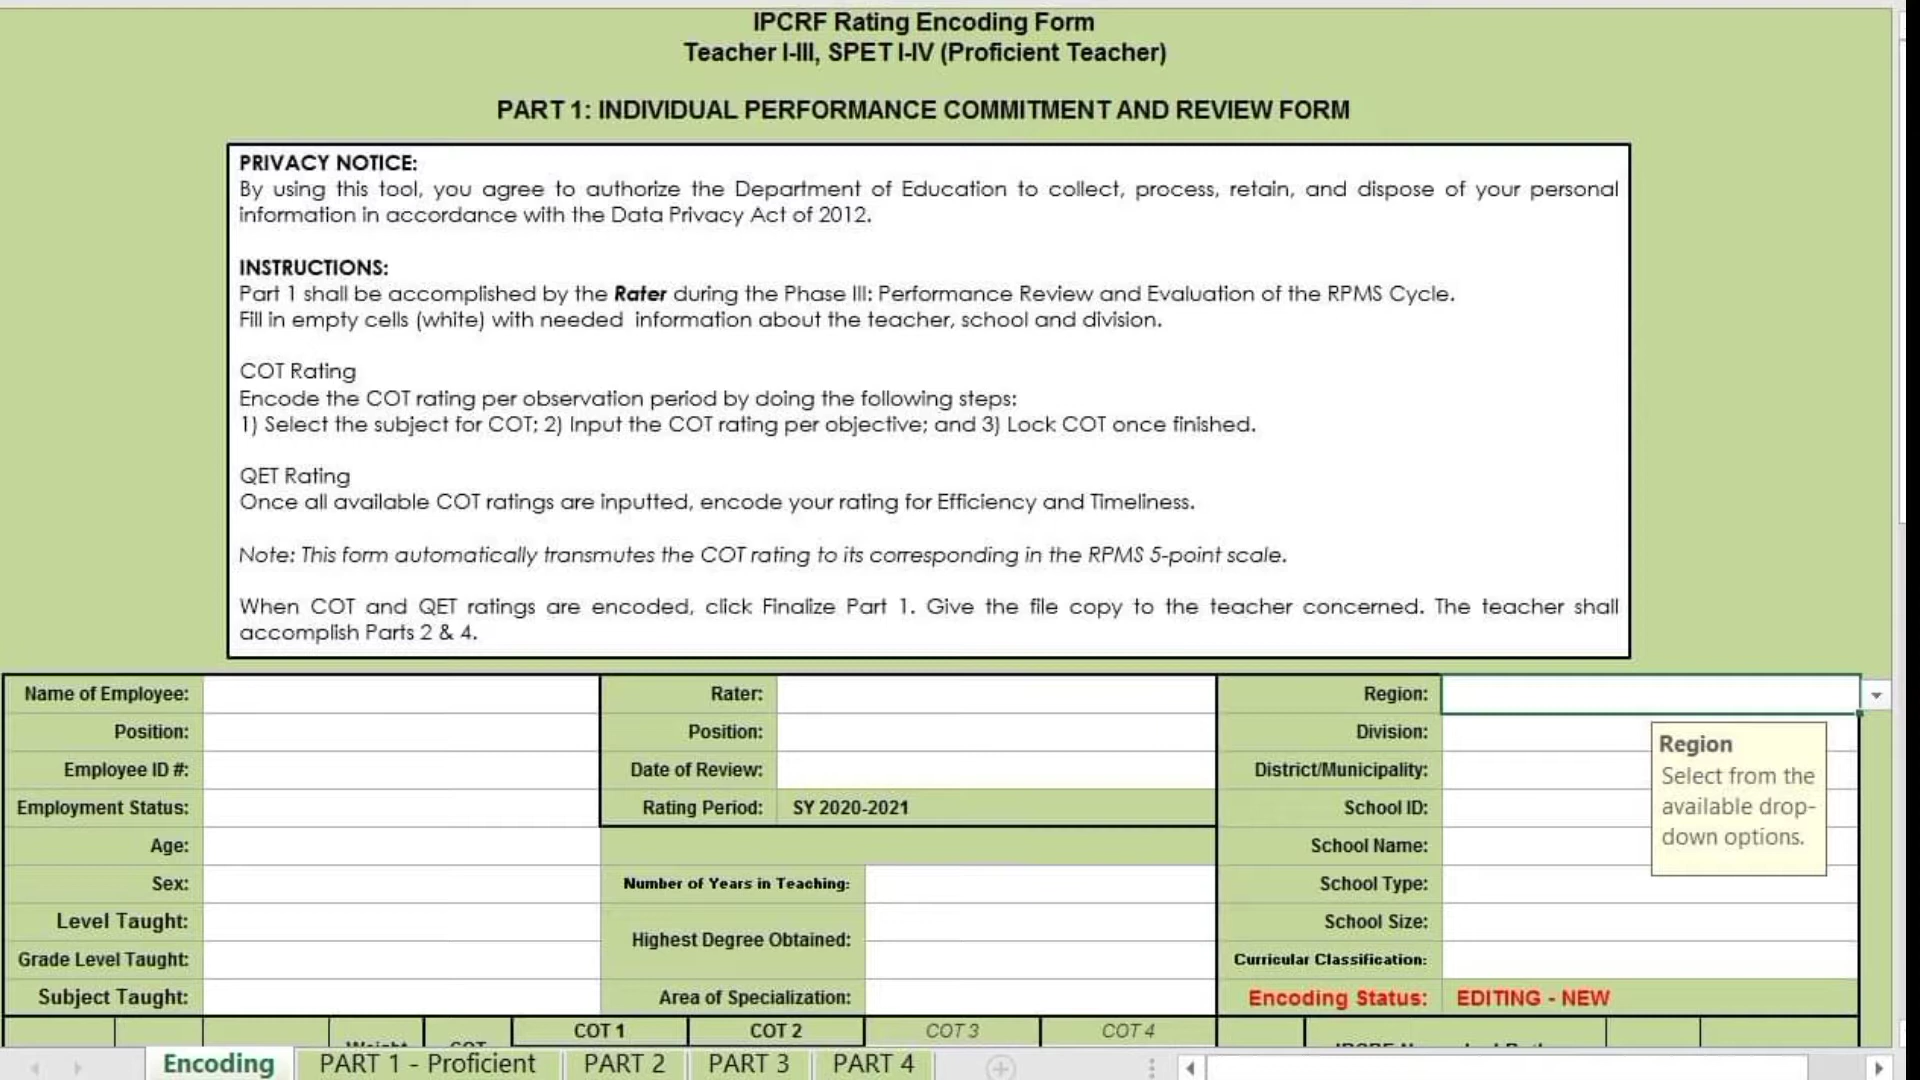 IPCRF Rating Encoding Form
Teacher I-III, SPET I-IV (Proficient Teacher)
PART 1: INDIVIDUAL PERFORMANCE COMMITMENT AND REVIEW FORM
PRIVACY NOTICE:
By using this tool, you agree to authorize the Department of Education to collect, process, retain, and dispose of your personal
information in accordance with the Data Privacy Act of 2012.
INSTRUCTIONS:
Part 1 shall be accomplished by the Rater during the Phase III: Performance Review and Evaluation of the RPMS Cycle.
Fill in empty cells (white) with needed information about the teacher, school and division.
COT Rating
Encode the COT rating per observation period by doing the following steps:
1) Select the subject for COT; 2) Input the COT rating per objective; and 3) Lock COT once finished.
QET Rating
Once all available COT ratings are inputted, encode your rating for Efficiency and Timeliness.
Note: This form automatically transmutes the COT rating to its corresponding in the RPMS 5-point scale.
When COT and QET ratings are encoded, click Finalize Part 1. Give the file copy to the teacher concerned. The teacher shall
accomplish Parts 2 & 4.
Name of Employee: Rater: Region:
Position: Position: Division:
Employee ID #: Date of Review: District/Municipality:
Employment Status: Rating Period: SY 2020-2021 School ID:
Age: School Name:
Sex: Number of Years in Teaching: School Type:
Level Taught: School Size:
Highest Degree Obtained:
Grade Level Taught: Curricular Classification:
Subject Taught: Area of Specialization: Encoding Status: EDITING - NEW
Region
Select from the
available drop-
down options.
COT 1 COT 2 COT 3 COT 4
Encoding PART 1 - Proficient PART 2 PART 3 PART 4